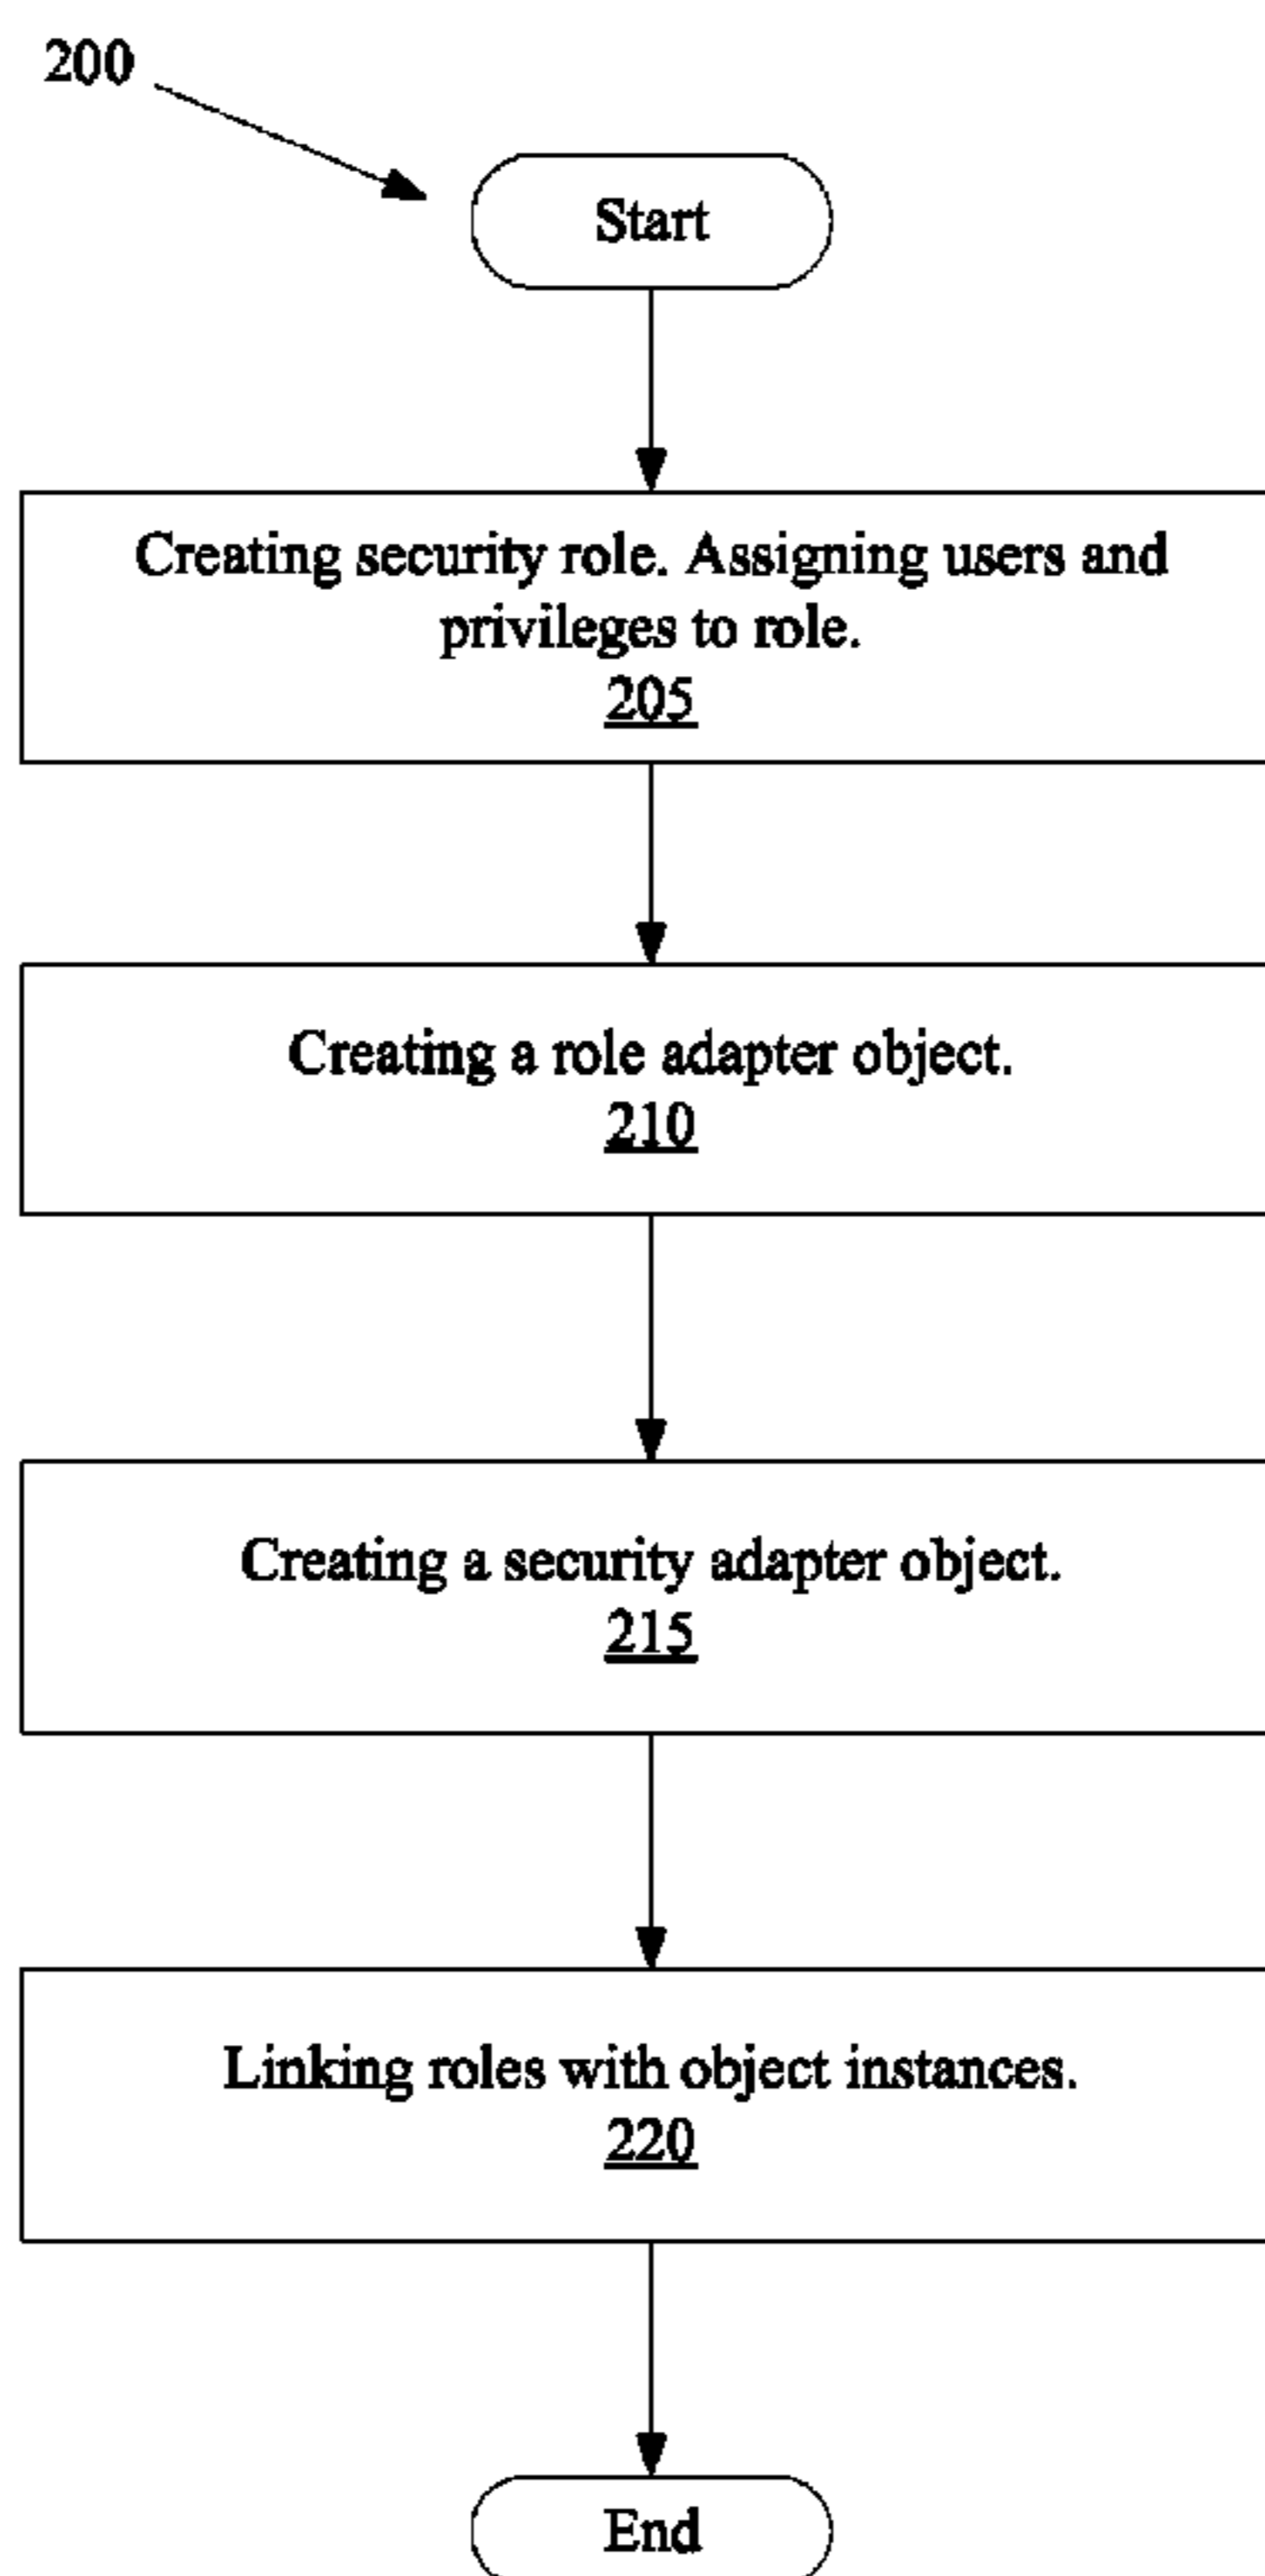 200
Start
Creating security role. Assigning users and
privileges to role.
205
Creating a role adapter object.
210
Creating a security adapter object.
215
Linking roles with object instances.
220
End